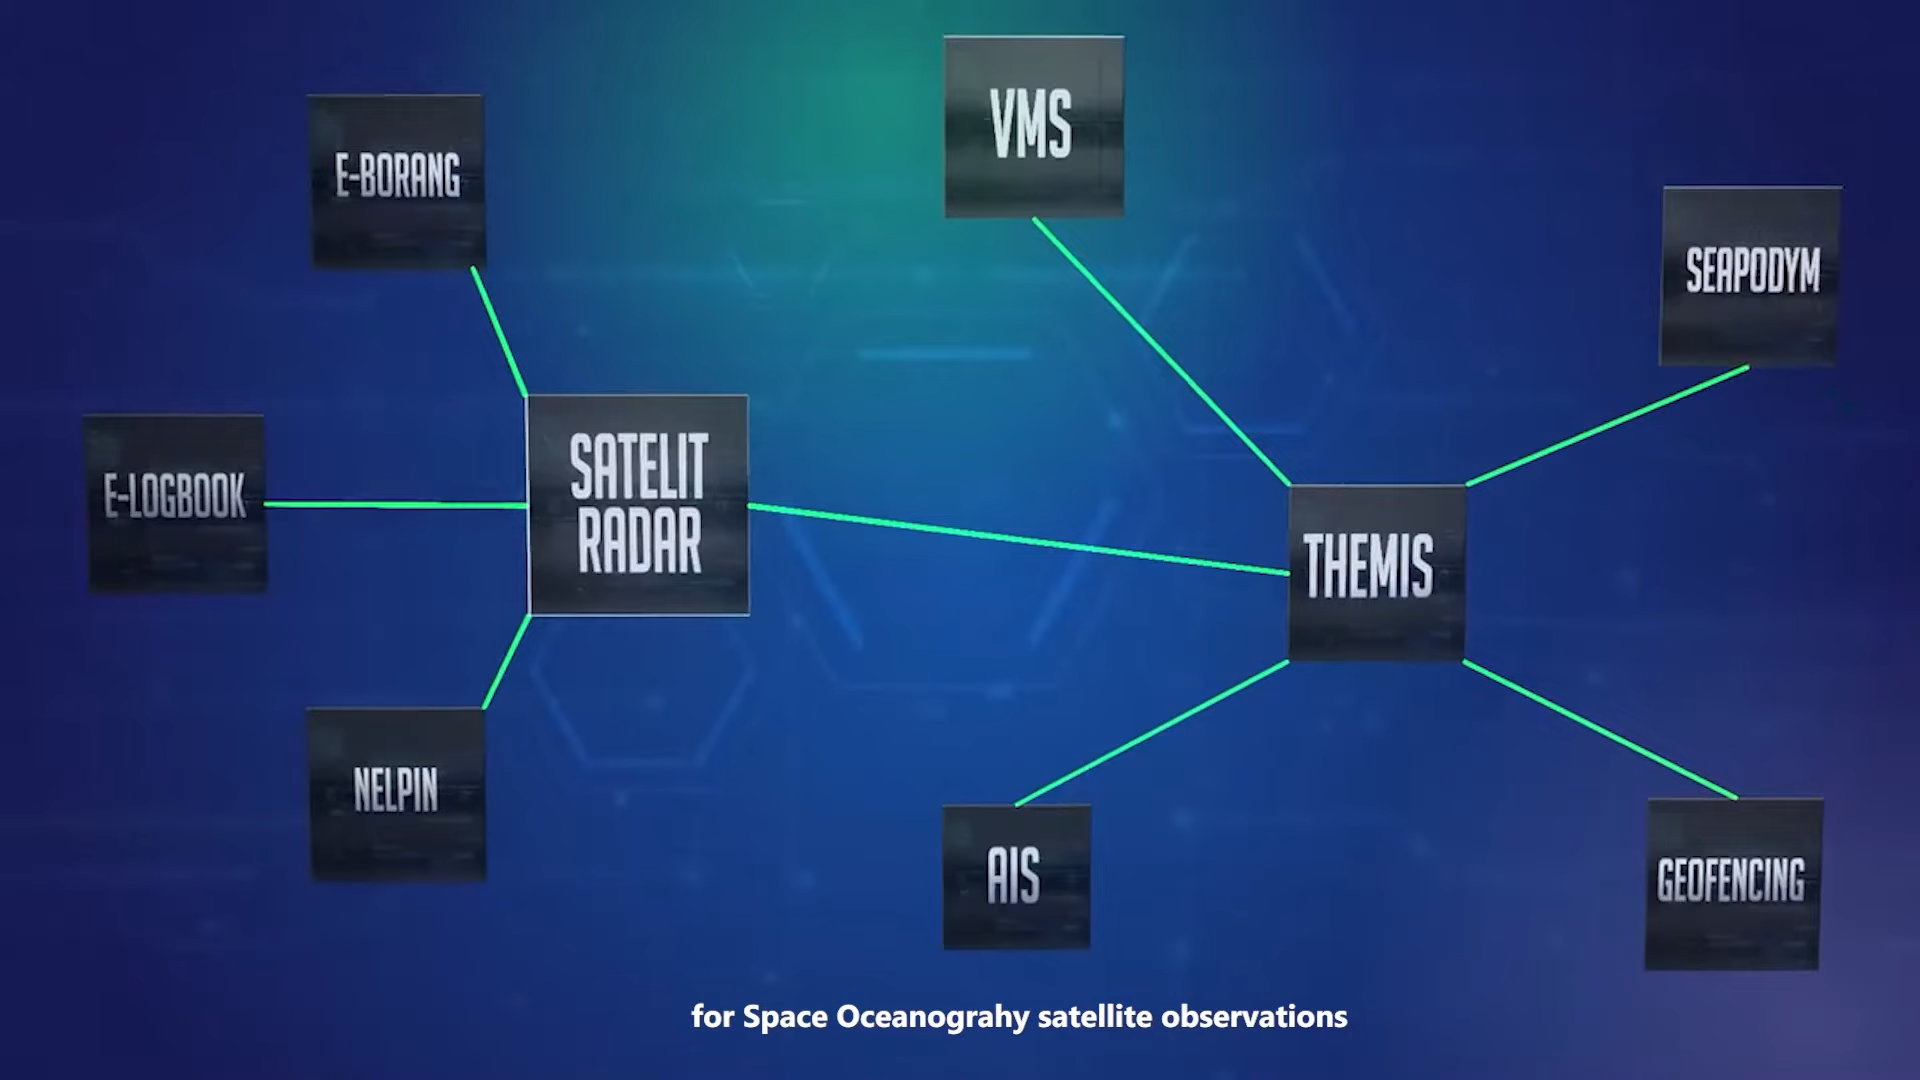 VMS
E-BORANG
SEAPODYM
E-LOGBOOK
SATELIT
RADAR
THEMIS
NELPIN
AIS
GEOFENCING
for Space Oceanograhy satellite observations